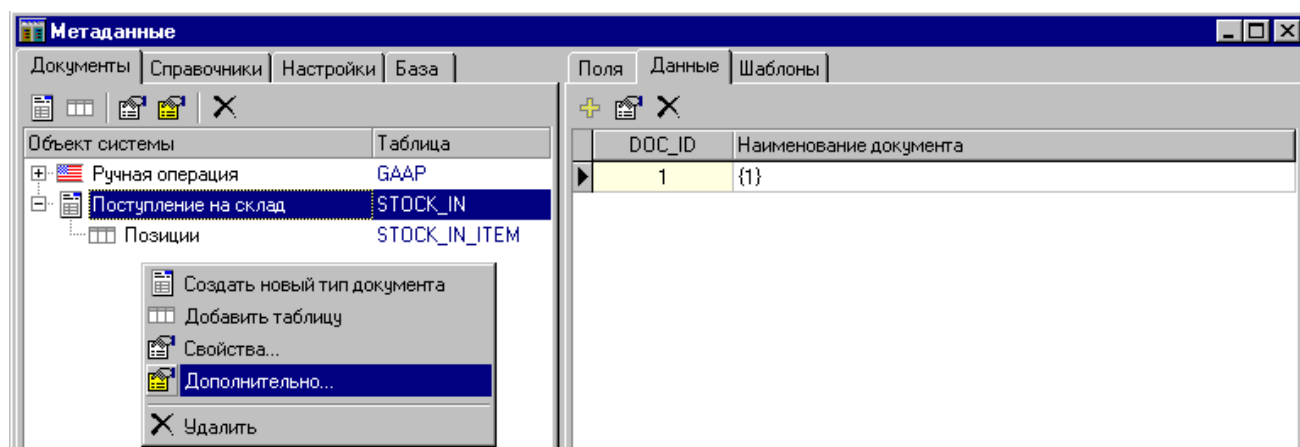 Метаданные
Документы Справочники Настройки База
Объект системы Таблица
Ручная операция GAAP
Поступление на склад STOCK_IN
Позиции STOCK_IN_ITEM
Создать новый тип документа
Добавить таблицу
Свойства...
Дополнительно...
Удалить
Поля Данные Шаблоны
DOC_ID Наименование документа
1 {1}